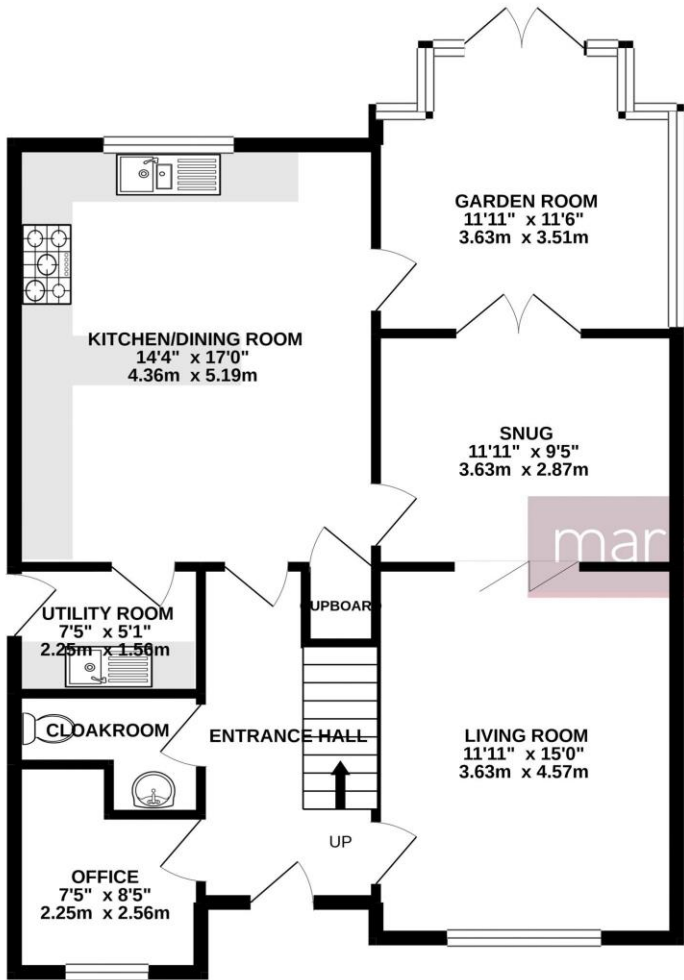 GARDEN ROOM
11'11" x 11'6"
3.63m x 3.51m
KITCHEN/DINING ROOM
14'4" x 17'0"
4.36m x 5.19m
SNUG
11'11" x 9'5"
3.63m x 2.87m
mar
CUPBOARD
UTILITY ROOM
7'5" x 5'1"
2.25m x 1.56m
CLOAKROOM
ENTRANCE HALL
LIVING ROOM
11'11" x 15'0"
3.63m x 4.57m
UP
OFFICE
7'5" x 8'5"
2.25m x 2.56m